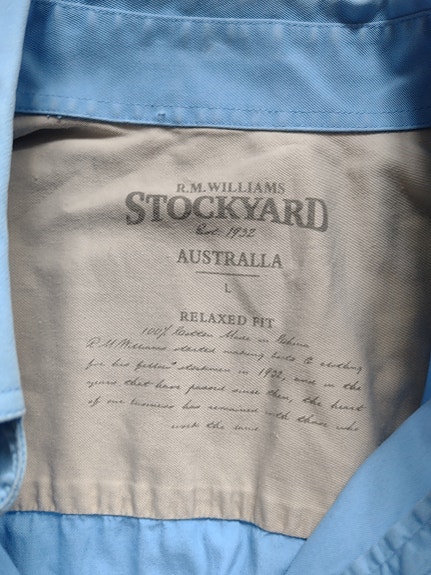 R.M.WILLIAMS
STOCKYARD
Est. 1932
AUSTRALIA
L
RELAXED FIT
100% Cotton Made in China
R.M.Williams started making boots & clothing
for his fellow stockmen in 1932, and in the
years that have passed since then, the heart
of our business has remained with those who
work the land